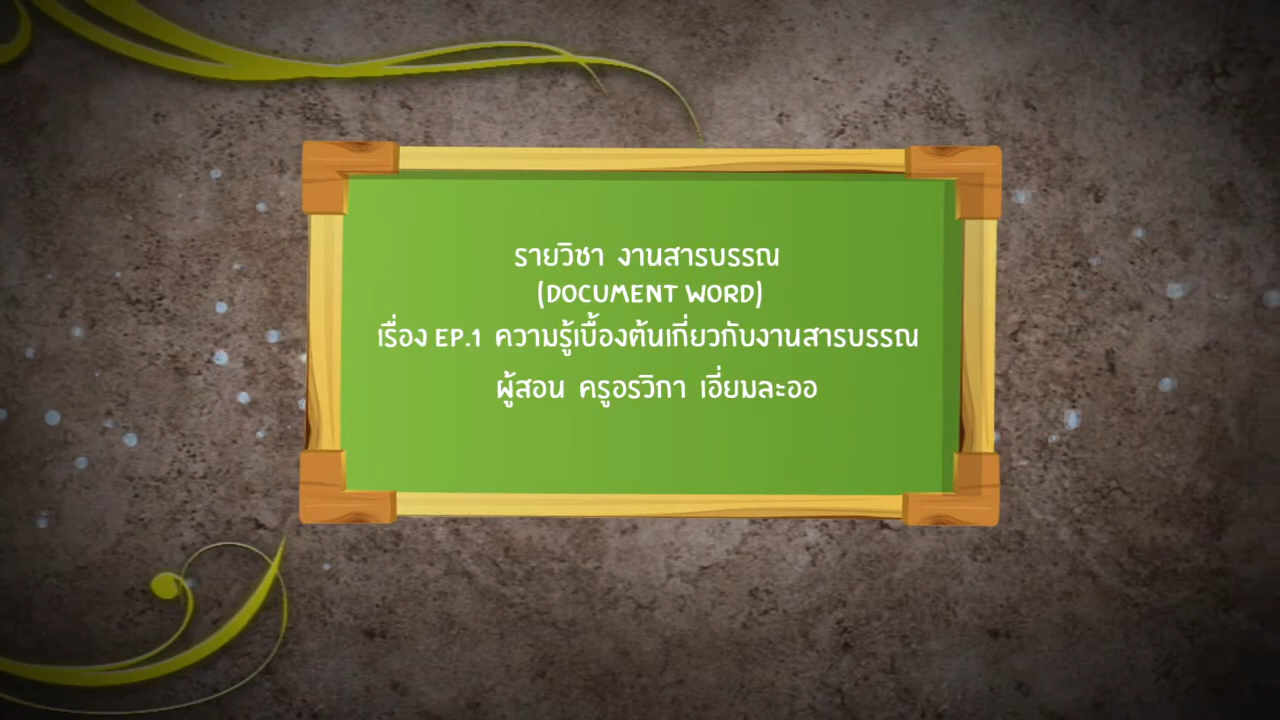 รายวิชา งานสารบรรณ
(DOCUMENT WORD)
เรื่อง EP.1 ความรู้เบื้องต้นเกี่ยวกับงานสารบรรณ
ผู้สอน ครูอรวิกา เอี่ยมละออ